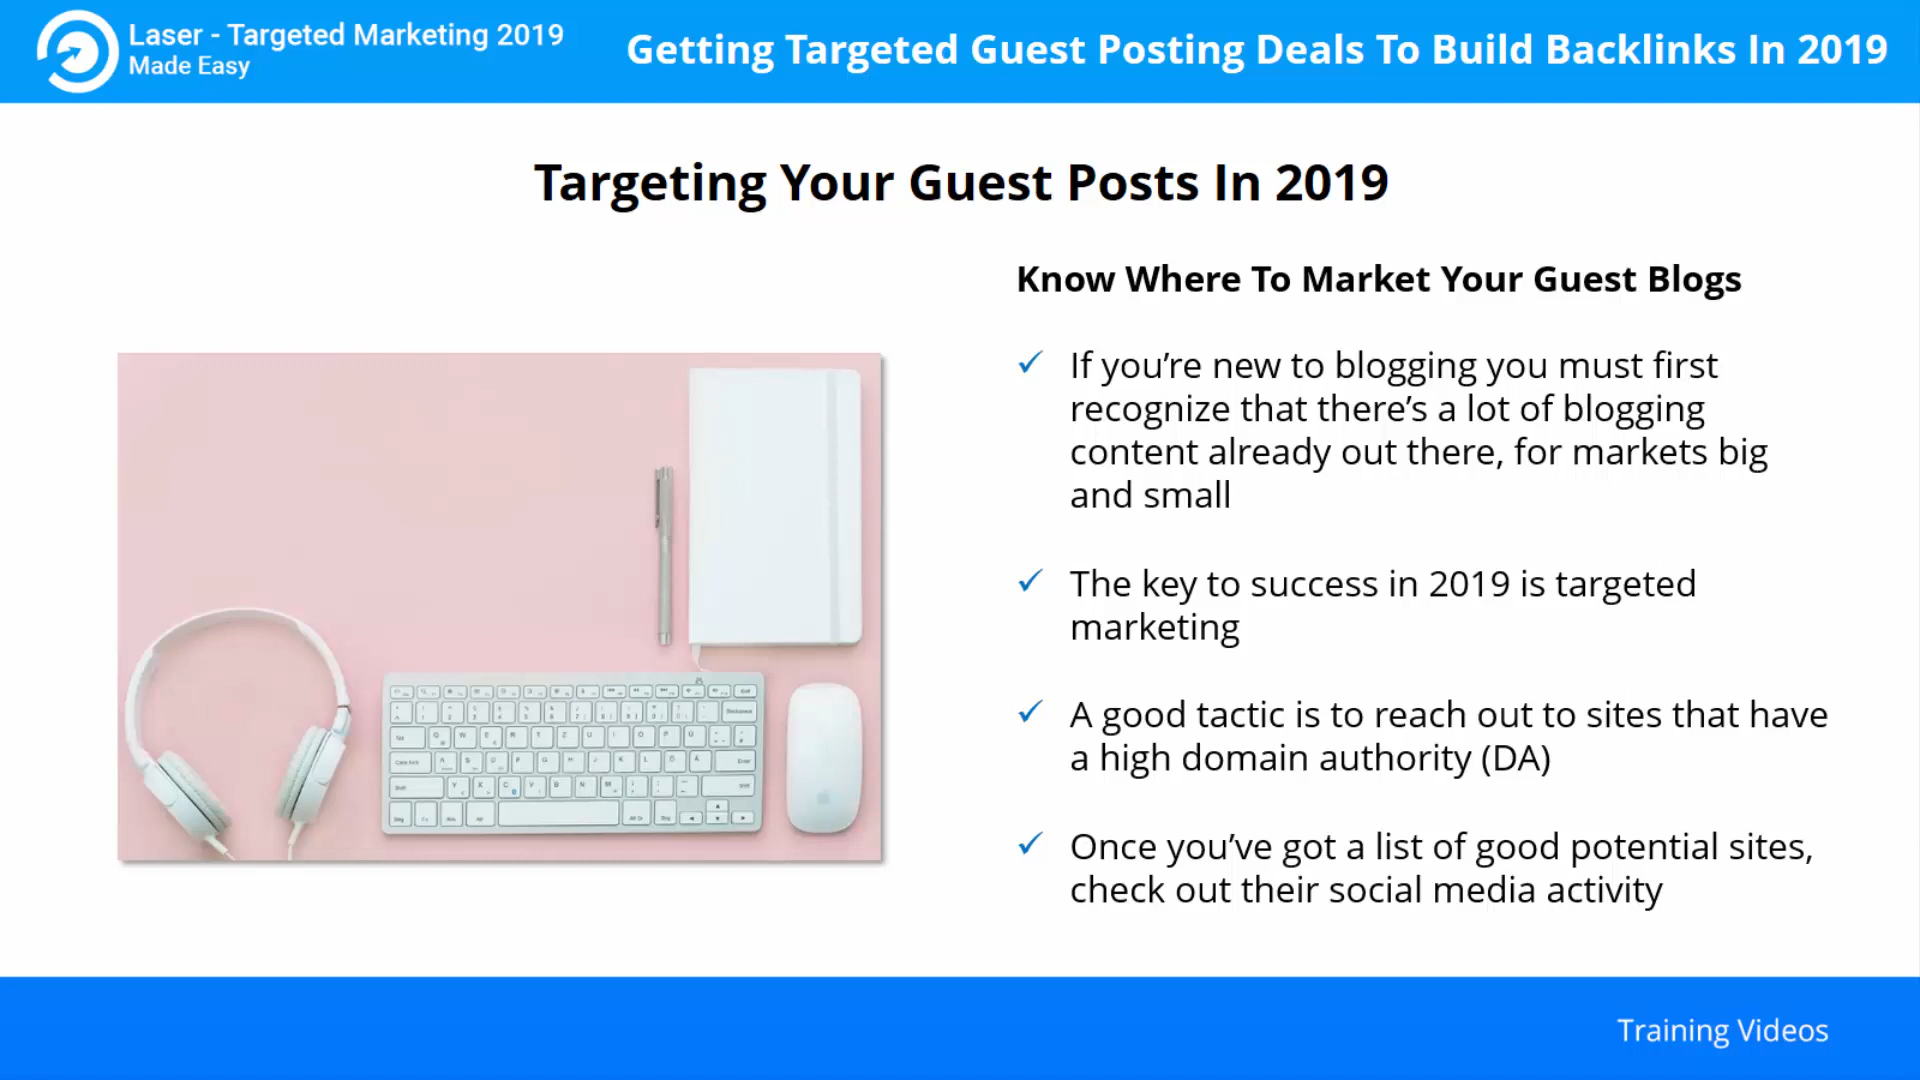 Laser - Targeted Marketing 2019
Made Easy
Getting Targeted Guest Posting Deals To Build Backlinks In 2019
Targeting Your Guest Posts In 2019
Know Where To Market Your Guest Blogs
If you're new to blogging you must first
recognize that there's a lot of blogging
content already out there, for markets big
and small
The key to success in 2019 is targeted
marketing
A good tactic is to reach out to sites that have
a high domain authority (DA)
Once you've got a list of good potential sites,
check out their social media activity
Training Videos